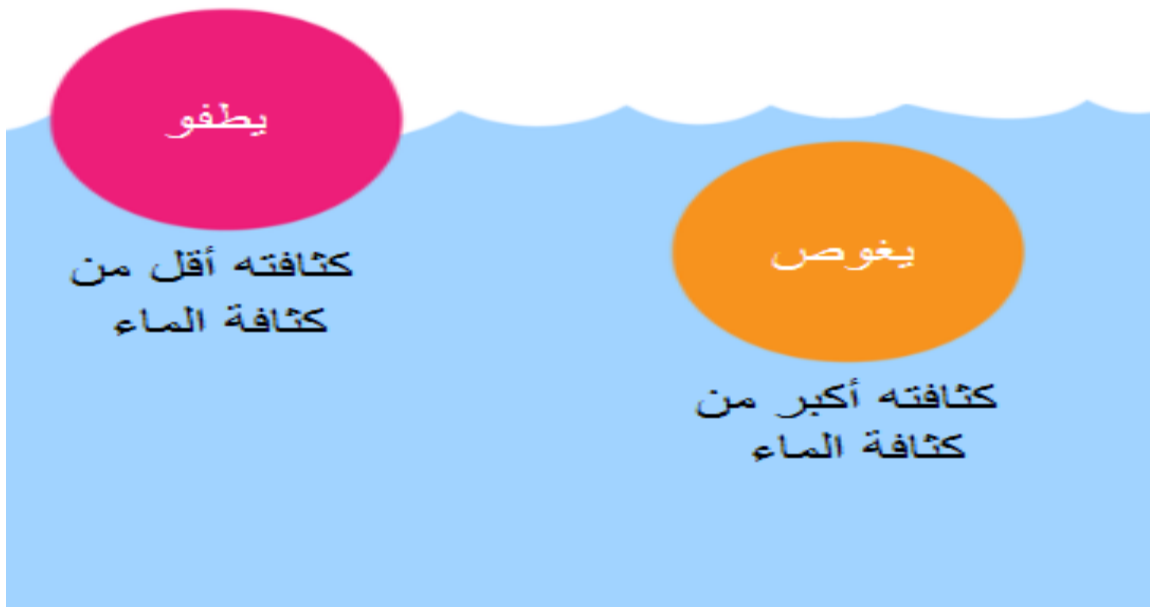 يطفو
كثافته أقل من
كثافة الماء
يغوص
كثافته أكبر من
كثافة الماء